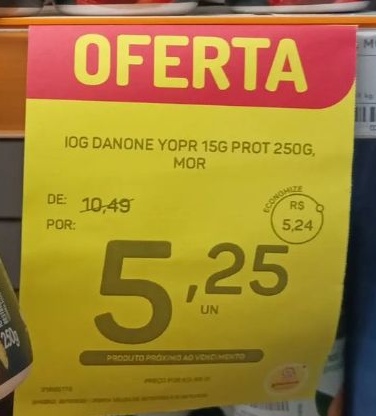 OFERTA
IOG DANONE YOPR 15G PROT 250G,
MOR
DE: 10,49
POR:
ECONOMIZE
R$
5,24
5,25
UN
PRODUTO PRÓXIMO AO VENCIMENTO
250g